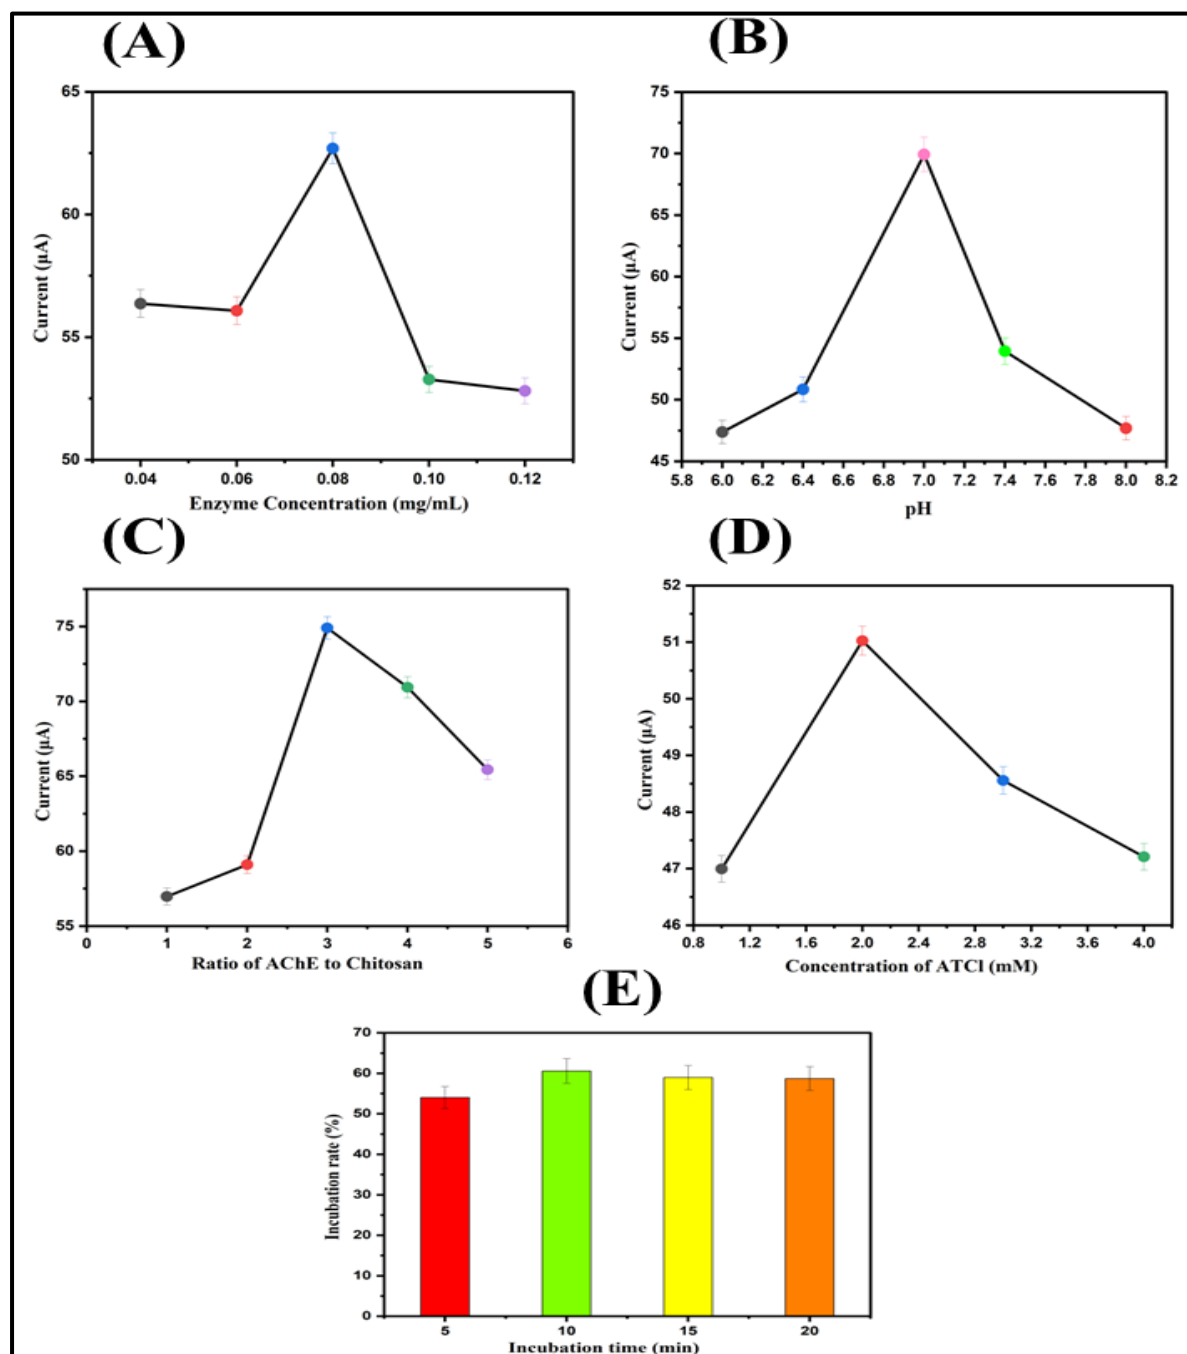 (A)
65
60
55
50
Current (μA)
0.04 0.06 0.08 0.10 0.12
Enzyme Concentration (mg/mL)
(B)
75
70
65
60
55
50
45
Current (μA)
5.8 6.0 6.2 6.4 6.6 6.8 7.0 7.2 7.4 7.6 7.8 8.0 8.2
pH
(C)
75
70
65
60
55
Current (μA)
0 1 2 3 4 5 6
Ratio of AChE to Chitosan
(D)
52
51
50
49
48
47
46
Current (μA)
0.8 1.2 1.6 2.0 2.4 2.8 3.2 3.6 4.0
Concentration of ATCl (mM)
(E)
70
60
50
40
30
20
10
0
Incubation rate (%)
5 10 15 20
Incubation time (min)